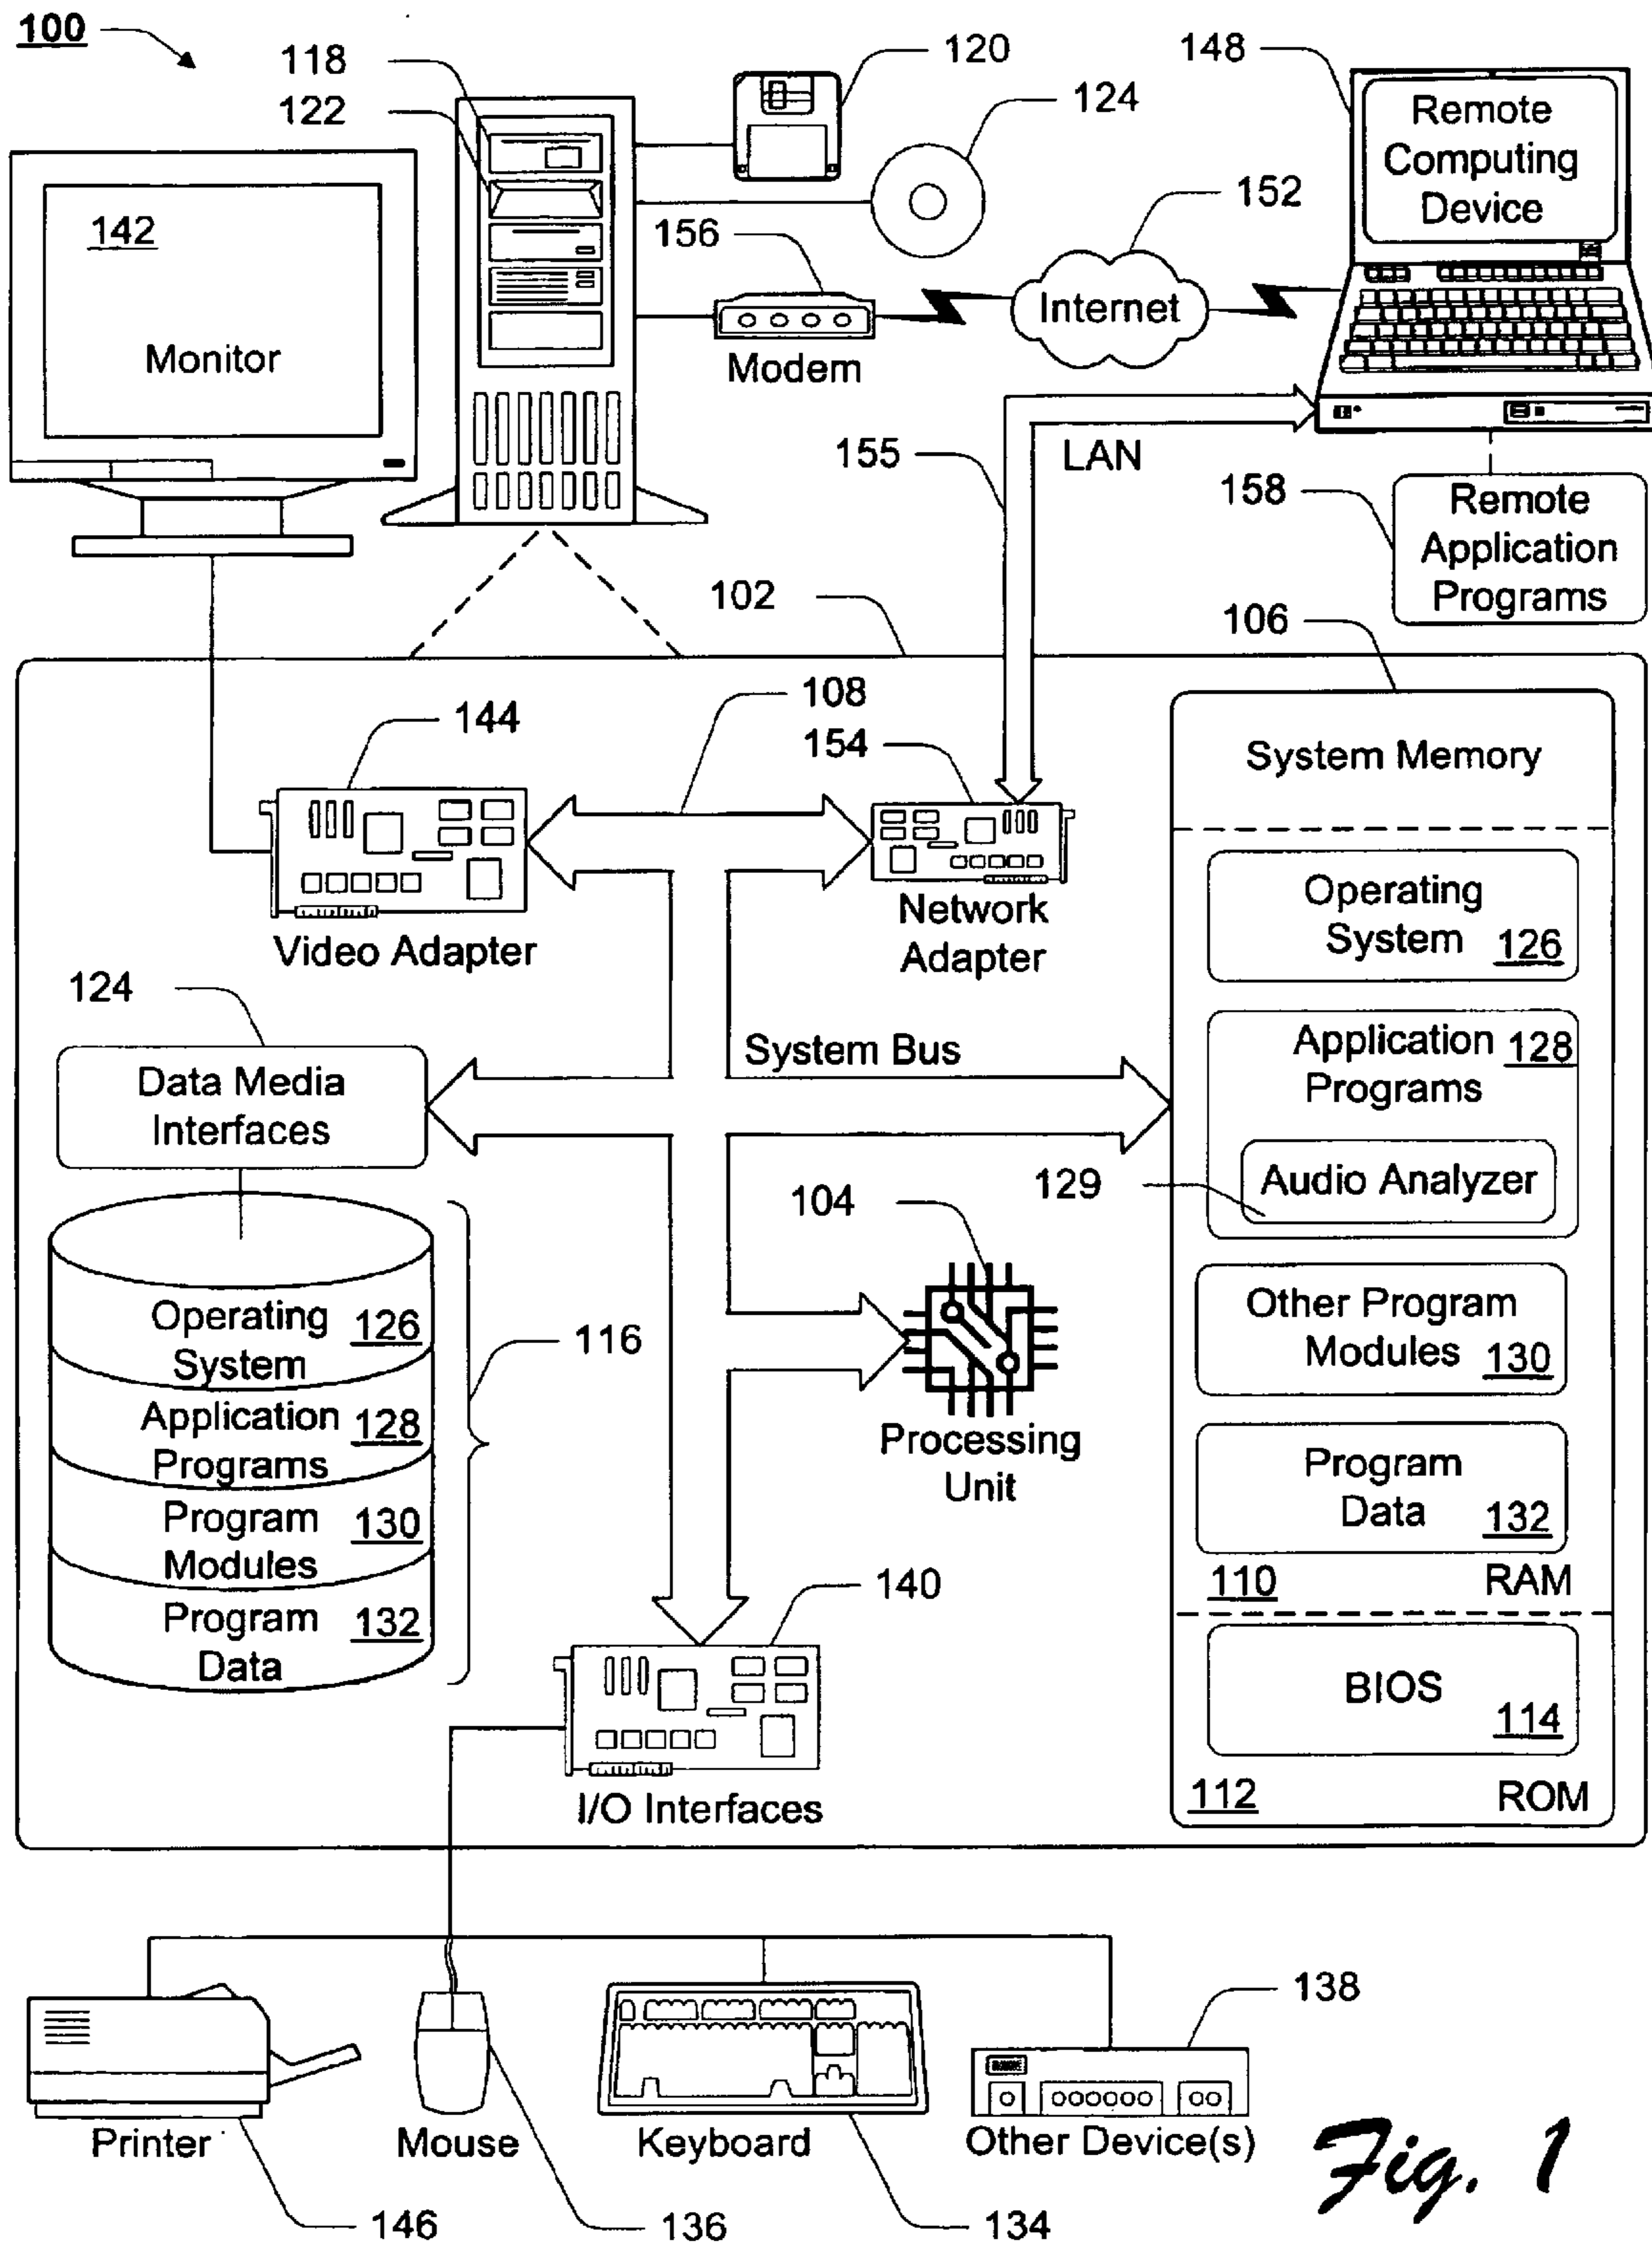 100
118
122
120
124
148
Remote
Computing
Device
142
Monitor
156
Modem
152
Internet
155
LAN
158
Remote
Application
Programs
102
106
108
144
154
System Memory
Video Adapter
Network
Adapter
Operating
System 126
124
Data Media
Interfaces
System Bus
Application 128
Programs
129
Audio Analyzer
104
Processing
Unit
Other Program
Modules 130
Operating 126
System
116
Application 128
Programs
Program 130
Modules
Program 132
Data
Program
Data 132
110 RAM
140
I/O Interfaces
BIOS
114
112 ROM
138
Printer
Mouse
Keyboard
Other Device(s)
146
136
134
Fig. 1